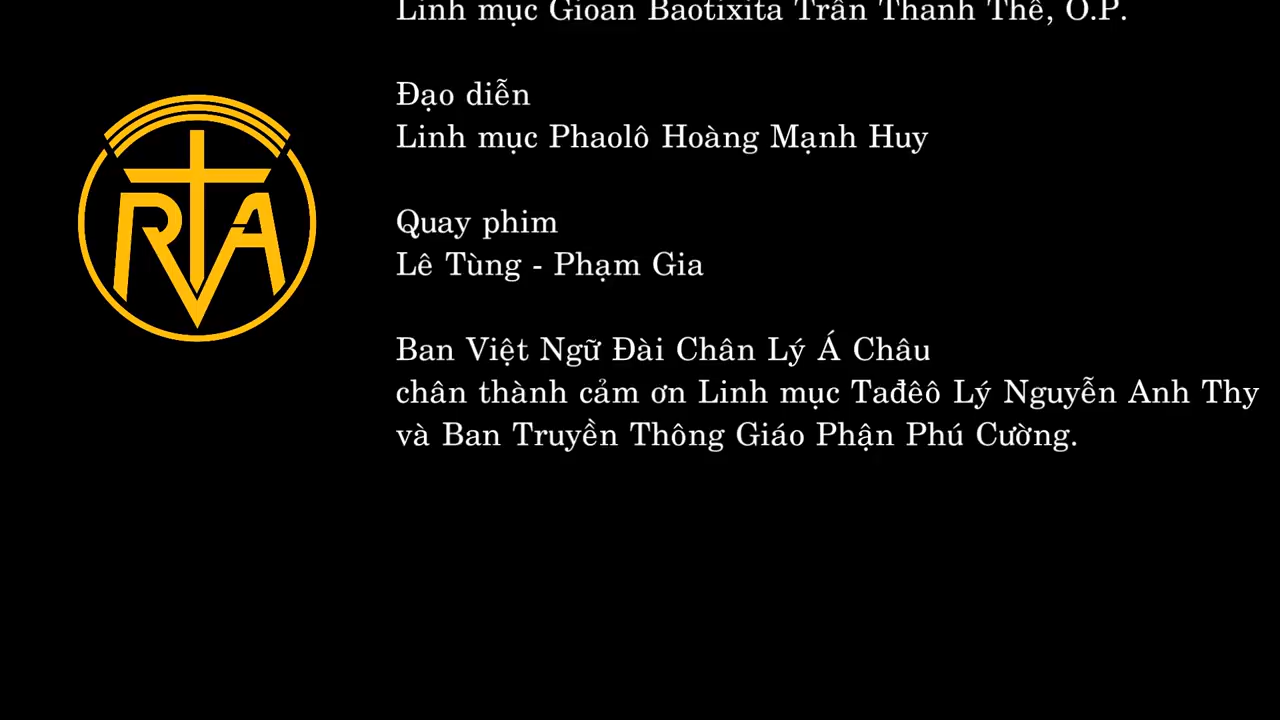 Linh mục Gioan Baotixita Trần Thanh Thế, O.P.
Đạo diễn
Linh mục Phaolô Hoàng Mạnh Huy
Quay phim
Lê Tùng - Phạm Gia
Ban Việt Ngữ Đài Chân Lý Á Châu
chân thành cảm ơn Linh mục Tađêô Lý Nguyễn Anh Thy
và Ban Truyền Thông Giáo Phận Phú Cường.
RVA